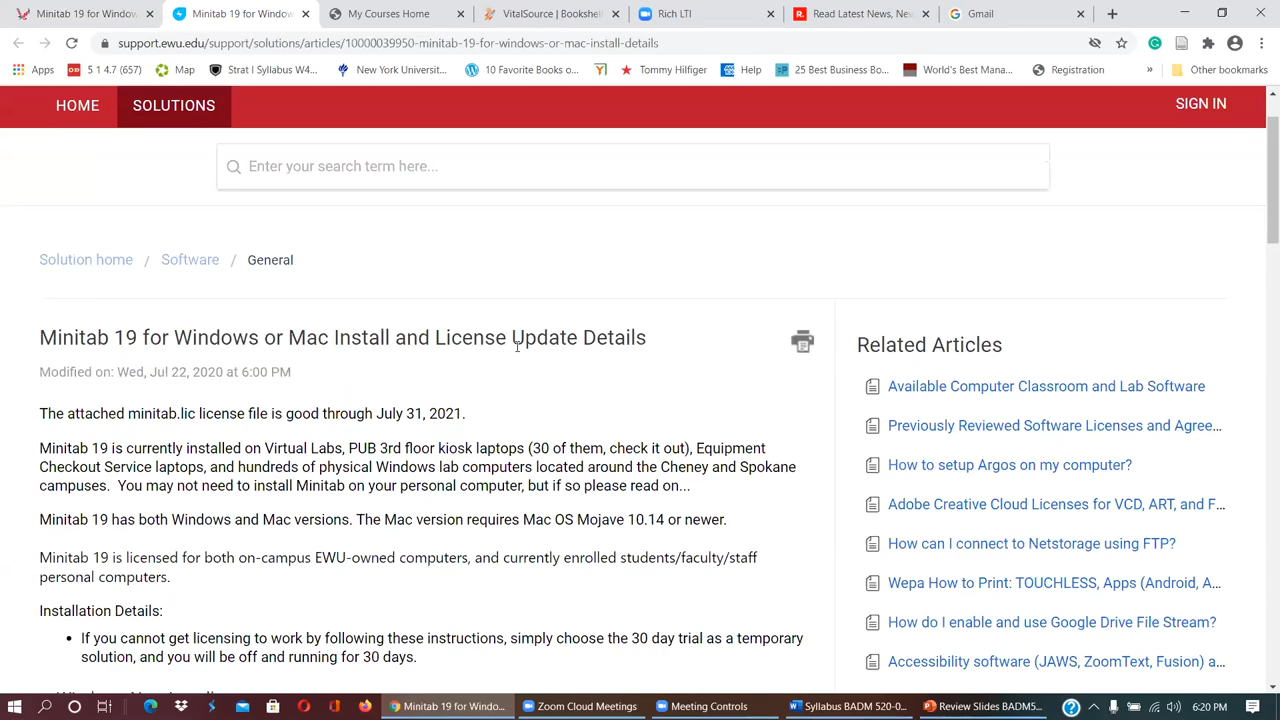 Minitab 19 for Window
Minitab 19 for Window
My Courses Home
VitalSource | Bookshel
Rich LTI
Read Latest News, New
Gmail
support.ewu.edu/support/solutions/articles/10000039950-minitab-19-for-windows-or-mac-install-details
Apps
5 1 4.7 (657)
Map
Strat I Syllabus W4...
New York Universit...
10 Favorite Books o...
Tommy Hilfiger
Help
25 Best Business Bo...
World's Best Mana...
Registration
»
Other bookmarks
HOME
SOLUTIONS
SIGN IN
Enter your search term here...
Solution home / Software / General
Minitab 19 for Windows or Mac Install and License Update Details
Modified on: Wed, Jul 22, 2020 at 6:00 PM
The attached minitab.lic license file is good through July 31, 2021.
Minitab 19 is currently installed on Virtual Labs, PUB 3rd floor kiosk laptops (30 of them, check it out), Equipment
Checkout Service laptops, and hundreds of physical Windows lab computers located around the Cheney and Spokane
campuses. You may not need to install Minitab on your personal computer, but if so please read on...
Minitab 19 has both Windows and Mac versions. The Mac version requires Mac OS Mojave 10.14 or newer.
Minitab 19 is licensed for both on-campus EWU-owned computers, and currently enrolled students/faculty/staff
personal computers.
Installation Details:
• If you cannot get licensing to work by following these instructions, simply choose the 30 day trial as a temporary
solution, and you will be off and running for 30 days.
Related Articles
Available Computer Classroom and Lab Software
Previously Reviewed Software Licenses and Agree...
How to setup Argos on my computer?
Adobe Creative Cloud Licenses for VCD, ART, and F...
How can I connect to Netstorage using FTP?
Wepa How to Print: TOUCHLESS, Apps (Android, A...
How do I enable and use Google Drive File Stream?
Accessibility software (JAWS, ZoomText, Fusion) a...
Minitab 19 for Windo...
Zoom Cloud Meetings
Meeting Controls
Syllabus BADM 520-0...
Review Slides BADM5...
6:20 PM